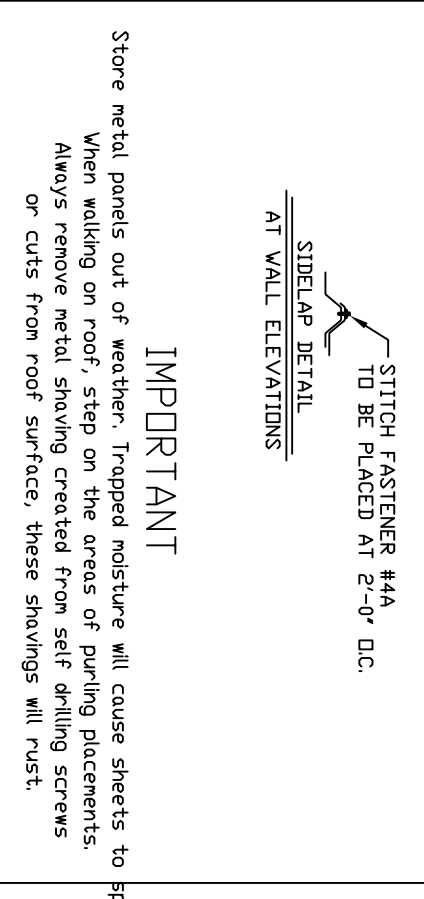 STITCH FASTENER #4A
TO BE PLACED AT 2'-0" O.C.
SIDELAP DETAIL
AT WALL ELEVATIONS
IMPORTANT
Store metal panels out of weather. Trapped moisture will cause sheets to
When walking on roof, step on the areas of purling placements.
Always remove metal shaving created from self drilling screws
or cuts from roof surface, these shavings will rust.